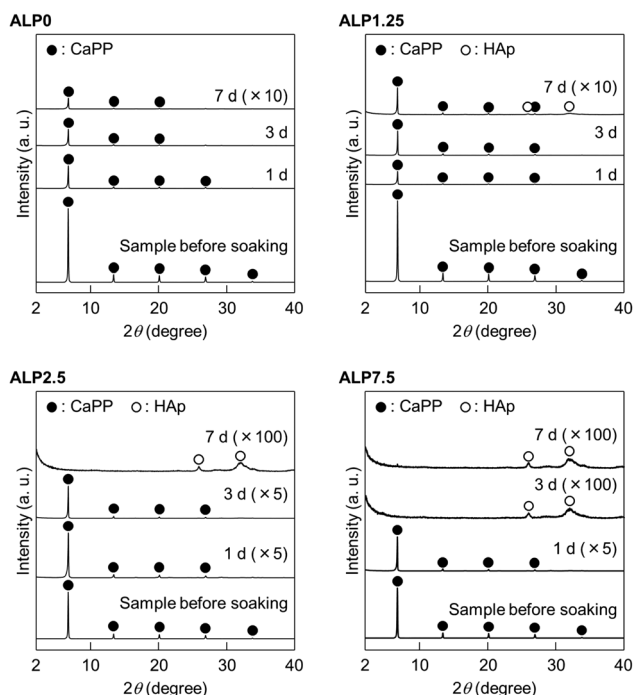 ALP0
● : CaPP
7 d (×10)
3 d
1 d
Sample before soaking
Intensity (a. u.)
2 10 20 30 40
2θ (degree)
ALP1.25
● : CaPP ○ : HAp
7 d (×10)
3 d
1 d
Sample before soaking
Intensity (a. u.)
2 10 20 30 40
2θ (degree)
ALP2.5
● : CaPP ○ : HAp
7 d (×100)
3 d (×5)
1 d (×5)
Sample before soaking
Intensity (a. u.)
2 10 20 30 40
2θ (degree)
ALP7.5
● : CaPP ○ : HAp
7 d (×100)
3 d (×100)
1 d (×5)
Sample before soaking
Intensity (a. u.)
2 10 20 30 40
2θ (degree)